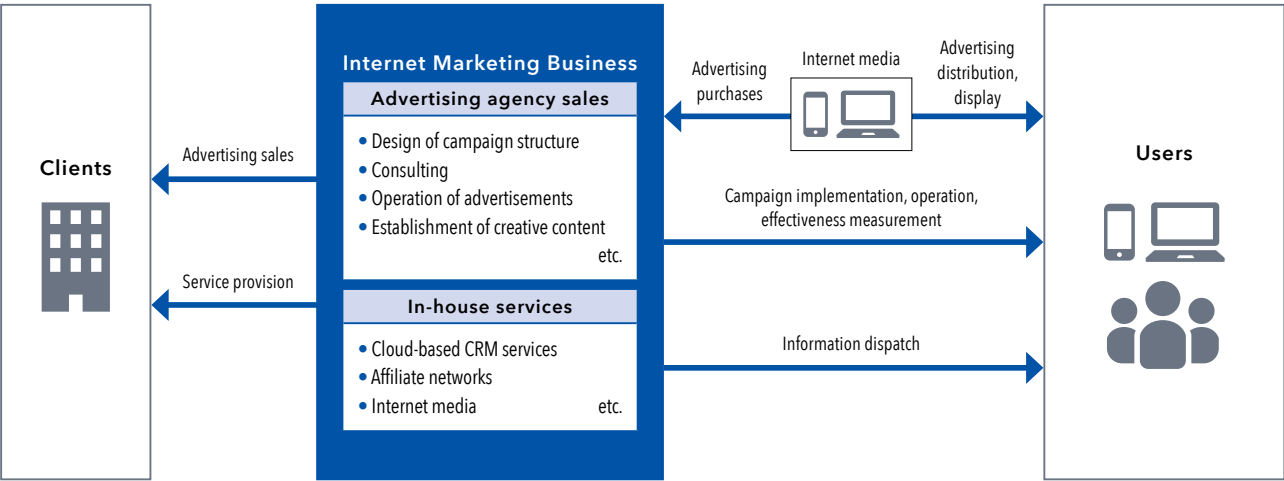 Clients
Advertising sales
Service provision
Internet Marketing Business
Advertising agency sales
• Design of campaign structure
• Consulting
• Operation of advertisements
• Establishment of creative content
etc.
In-house services
• Cloud-based CRM services
• Affiliate networks
• Internet media etc.
Advertising
purchases
Internet media
Advertising
distribution,
display
Campaign implementation, operation,
effectiveness measurement
Information dispatch
Users